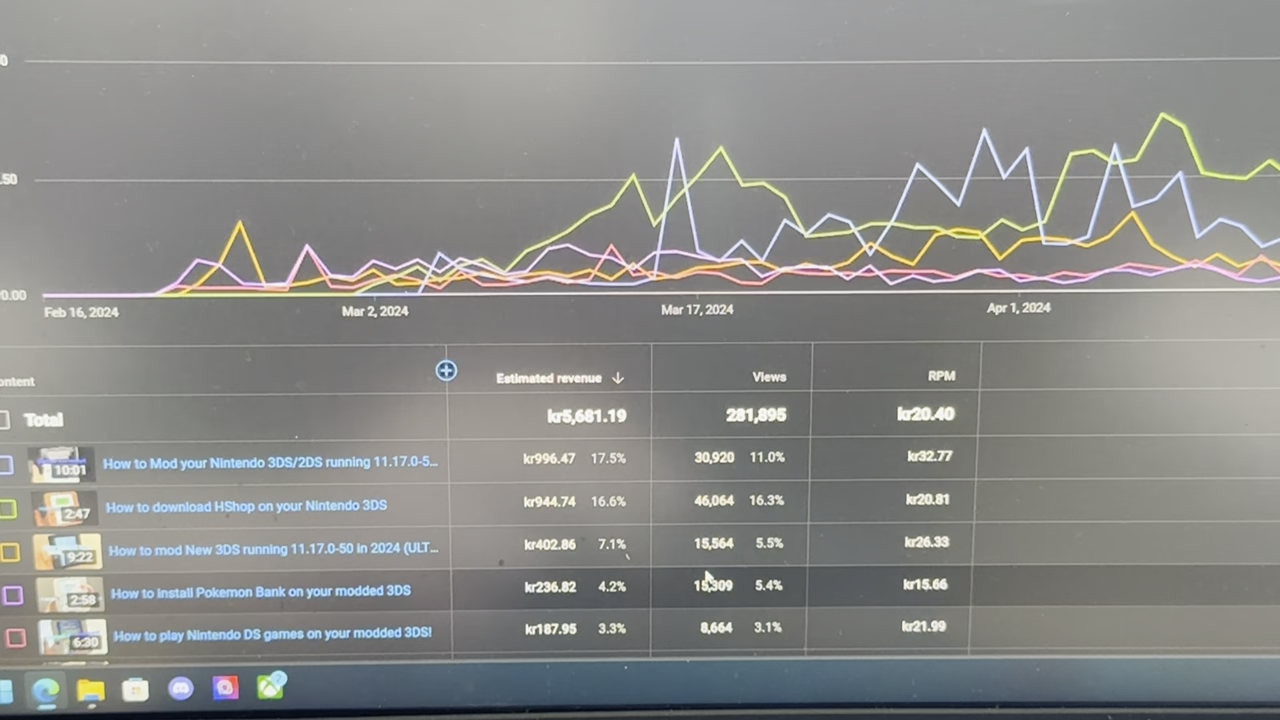 0
.50
0.00
Feb 16, 2024 Mar 2, 2024 Mar 17, 2024 Apr 1, 2024
ontent Estimated revenue Views RPM
Total kr5,681.19 281,895 kr20.40
10:01 How to Mod your Nintendo 3DS/2DS running 11.17.0-5... kr996.47 17.5% 30,920 11.0% kr32.77
2:47 How to download HShop on your Nintendo 3DS kr944.74 16.6% 46,064 16.3% kr20.81
9:22 How to mod New 3DS running 11.17.0-50 in 2024 (ULT... kr402.86 7.1% 15,564 5.5% kr26.33
2:58 How to install Pokemon Bank on your modded 3DS kr236.82 4.2% 15,309 5.4% kr15.66
6:30 How to play Nintendo DS games on your modded 3DS! kr187.95 3.3% 8,664 3.1% kr21.99